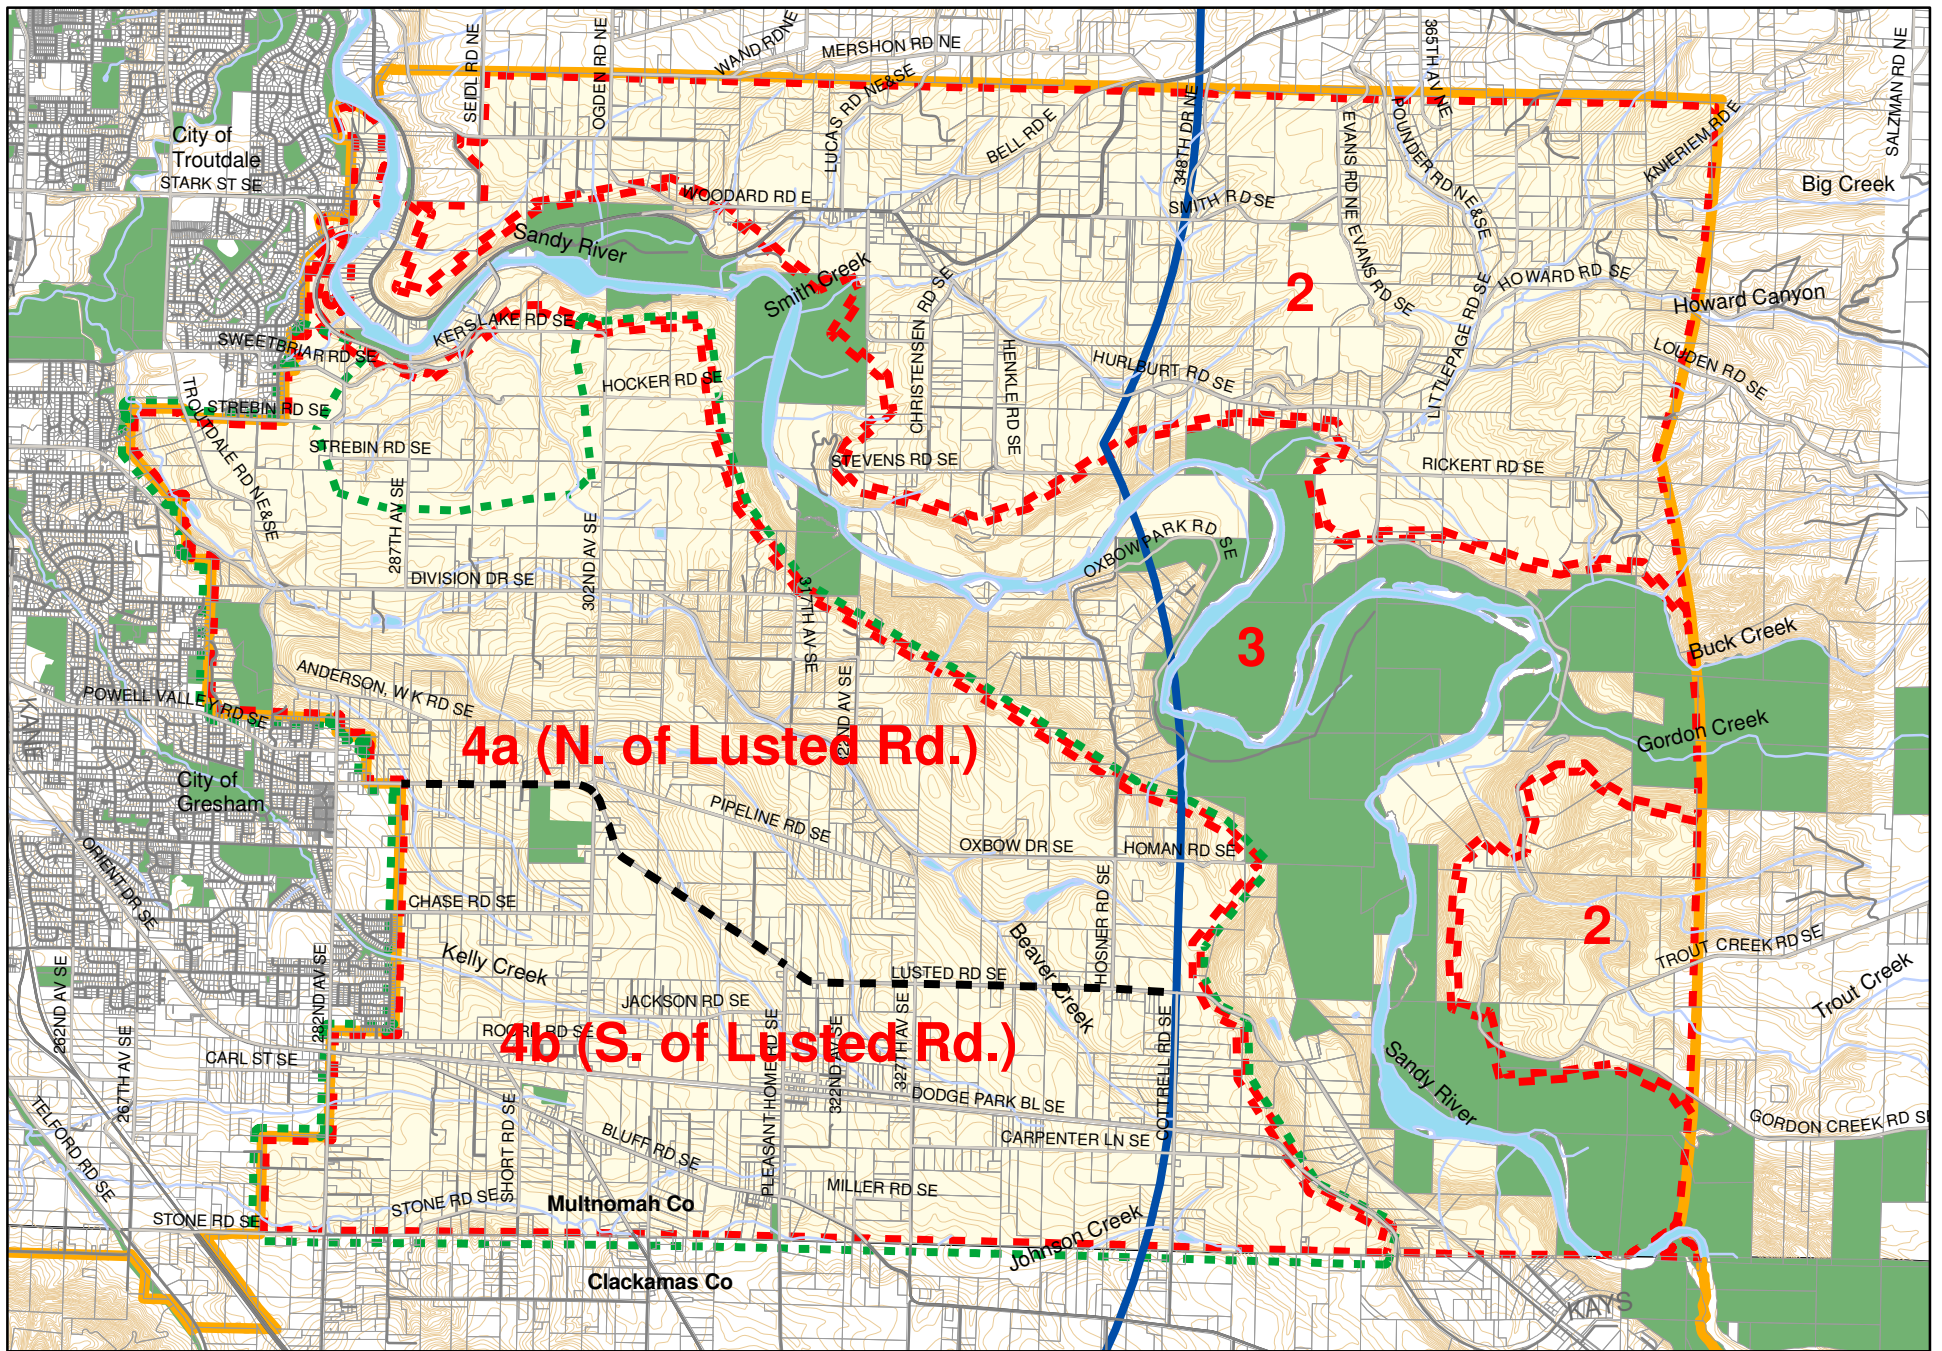 WAND RD NE
MERSHON RD NE
SEIDL RD NE
OGDEN RD NE
365TH AV NE
SALZMAN RD NE
LUCAS RD NE&SE
BELL RD E
348TH DR NE
EVANS RD NE
POUNDER RD NE&SE
KNIERIEM RD E
City of
Troutdale
STARK ST SE
Big Creek
WOODARD RD E
SMITH RD SE
Sandy River
EVANS RD SE
Smith Creek
CHRISTENSEN RD SE
2
LITTLEPAGE RD SE
HOWARD RD SE
Howard Canyon
KERSLAKE RD SE
SWEETBRIAR RD SE
HENKLE RD SE
HURLBURT RD SE
LOUDEN RD SE
HOCKER RD SE
TROUTDALE RD NE&SE
STREBIN RD SE
STREBIN RD SE
STEVENS RD SE
RICKERT RD SE
287TH AV SE
302ND AV SE
OXBOW PARK RD SE
DIVISION DR SE
317TH AV SE
3
Buck Creek
ANDERSON, W K RD SE
322ND AV SE
POWELL VALLEY RD SE
KANE
Gordon Creek
4a (N. of Lusted Rd.)
City of
Gresham
PIPELINE RD SE
OXBOW DR SE
HOMAN RD SE
ORIENT DR SE
CHASE RD SE
HOSNER RD SE
2
Kelly Creek
Beaver Creek
TROUT CREEK RD SE
262ND AV SE
282ND AV SE
LUSTED RD SE
Trout Creek
JACKSON RD SE
267TH AV SE
4b (S. of Lusted Rd.)
CARL ST SE
PLEASANT HOME RD SE
322ND AV SE
327TH AV SE
COTTRELL RD SE
Sandy River
DODGE PARK BL SE
TELFORD RD SE
SHORT RD SE
BLUFF RD SE
CARPENTER LN SE
GORDON CREEK RD SE
MILLER RD SE
STONE RD SE
STONE RD SE
Multnomah Co
Johnson Creek
Clackamas Co
KAYS